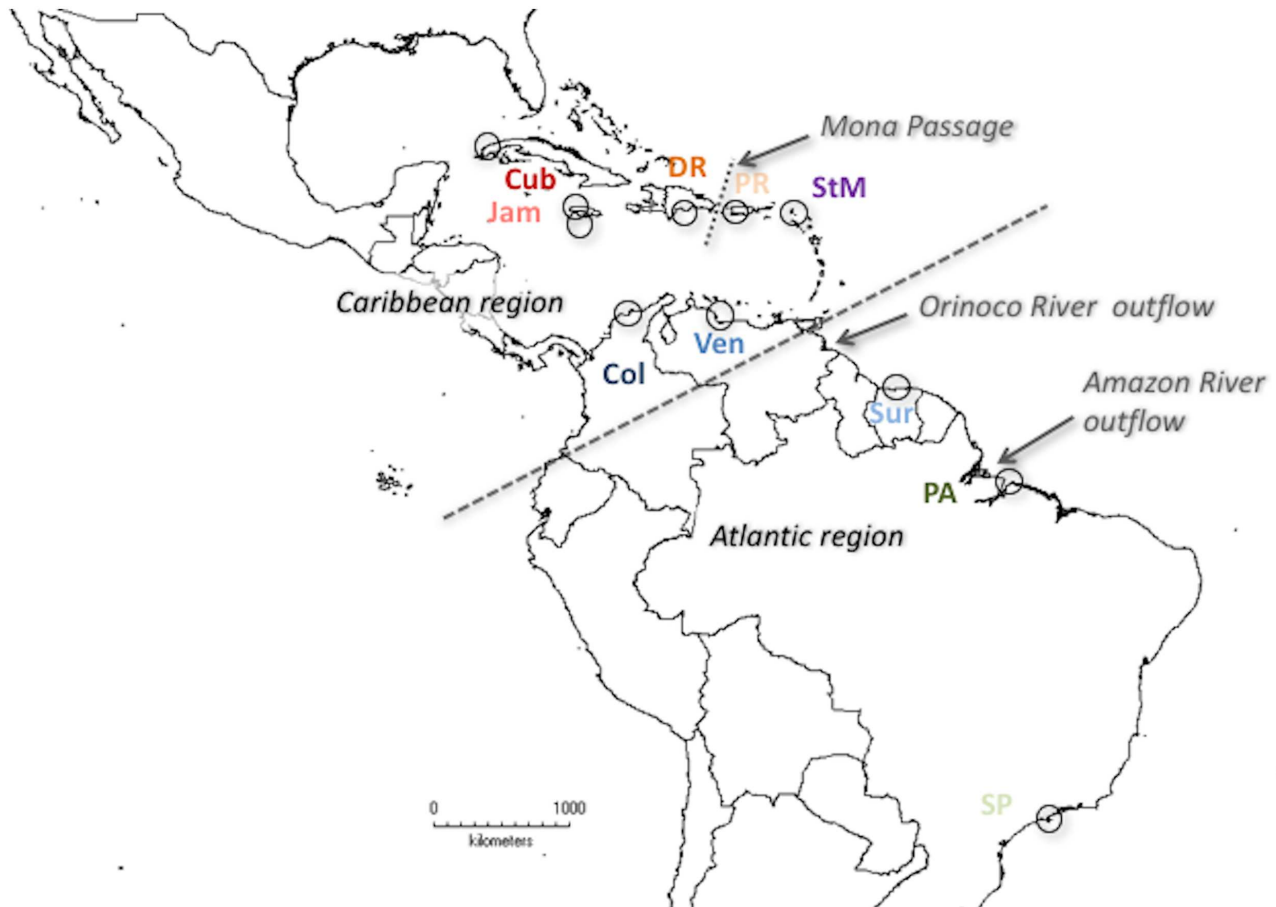 Mona Passage
DR
Cub
PR
StM
Jam
Caribbean region
Orinoco River outflow
Ven
Col
Amazon River
outflow
Sur
PA
Atlantic region
SP
0 1000
kilometers